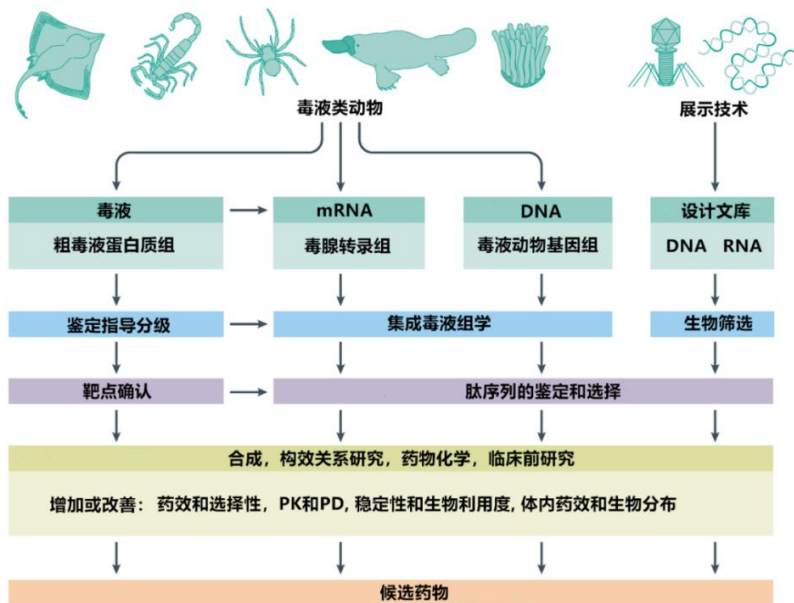 毒液类动物
展示技术
毒液
mRNA
DNA
设计文库
粗毒液蛋白质组
毒腺转录组
毒液动物基因组
DNA RNA
鉴定指导分级
集成毒液组学
生物筛选
靶点确认
肽序列的鉴定和选择
合成，构效关系研究，药物化学，临床前研究
增加或改善：药效和选择性，PK和PD, 稳定性和生物利用度, 体内药效和生物分布
候选药物